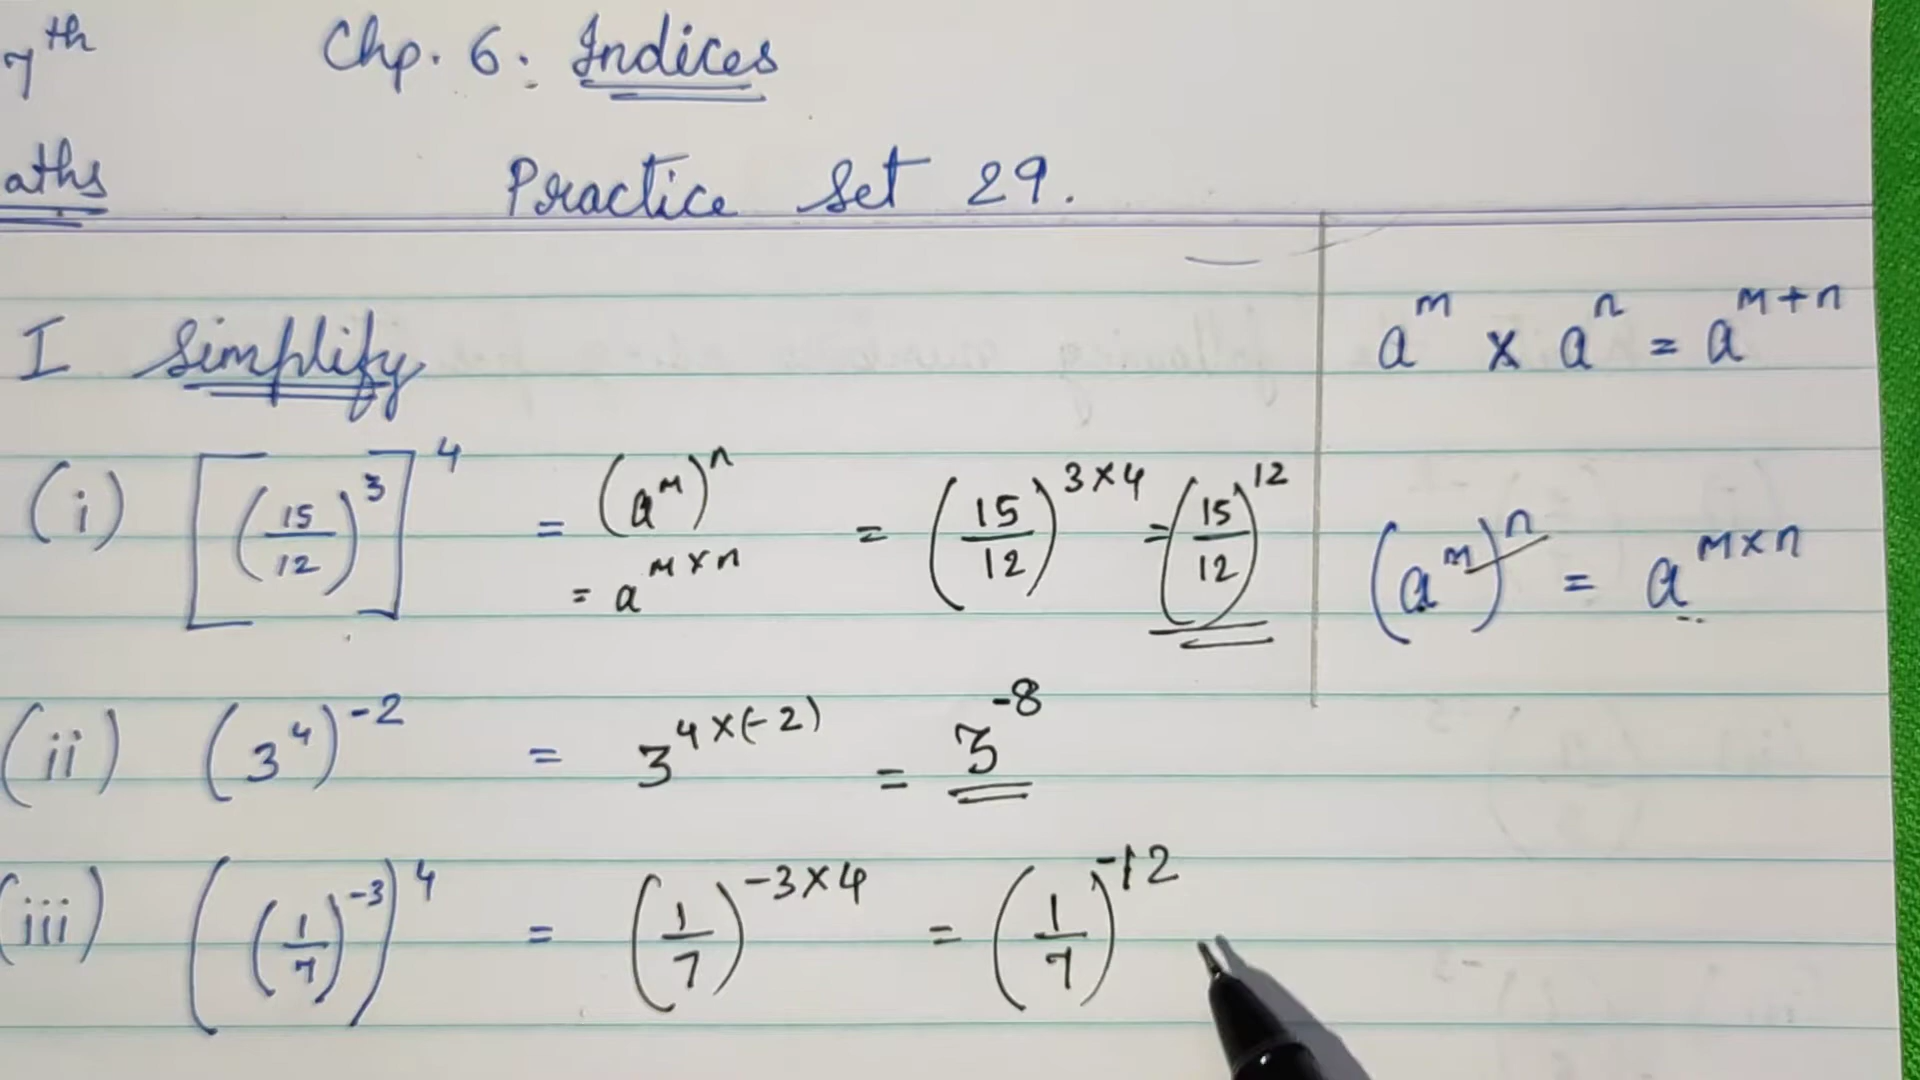 7th Chp. 6. Indices
aths Practice Set 29.
I Simplify
a^m × a^n = a^(m+n)
(i) [(15/12)^3]^4 = (a^m)^n = (15/12)^(3×4) = (15/12)^12
= a^(m×n)
(a^m)^n = a^(m×n)
(ii) (3^4)^-2 = 3^(4×(-2)) = 3^-8
(iii) ((1/7)^-3)^4 = (1/7)^(-3×4) = (1/7)^-12